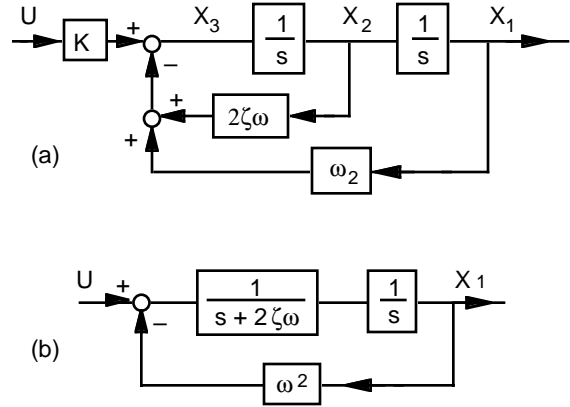 U X₃ X₂ X₁
K + − 1/s 1/s
+ 2ζω
+
(a) ω₂
U + 1/(s + 2ζω) 1/s X₁
−
(b) ω²